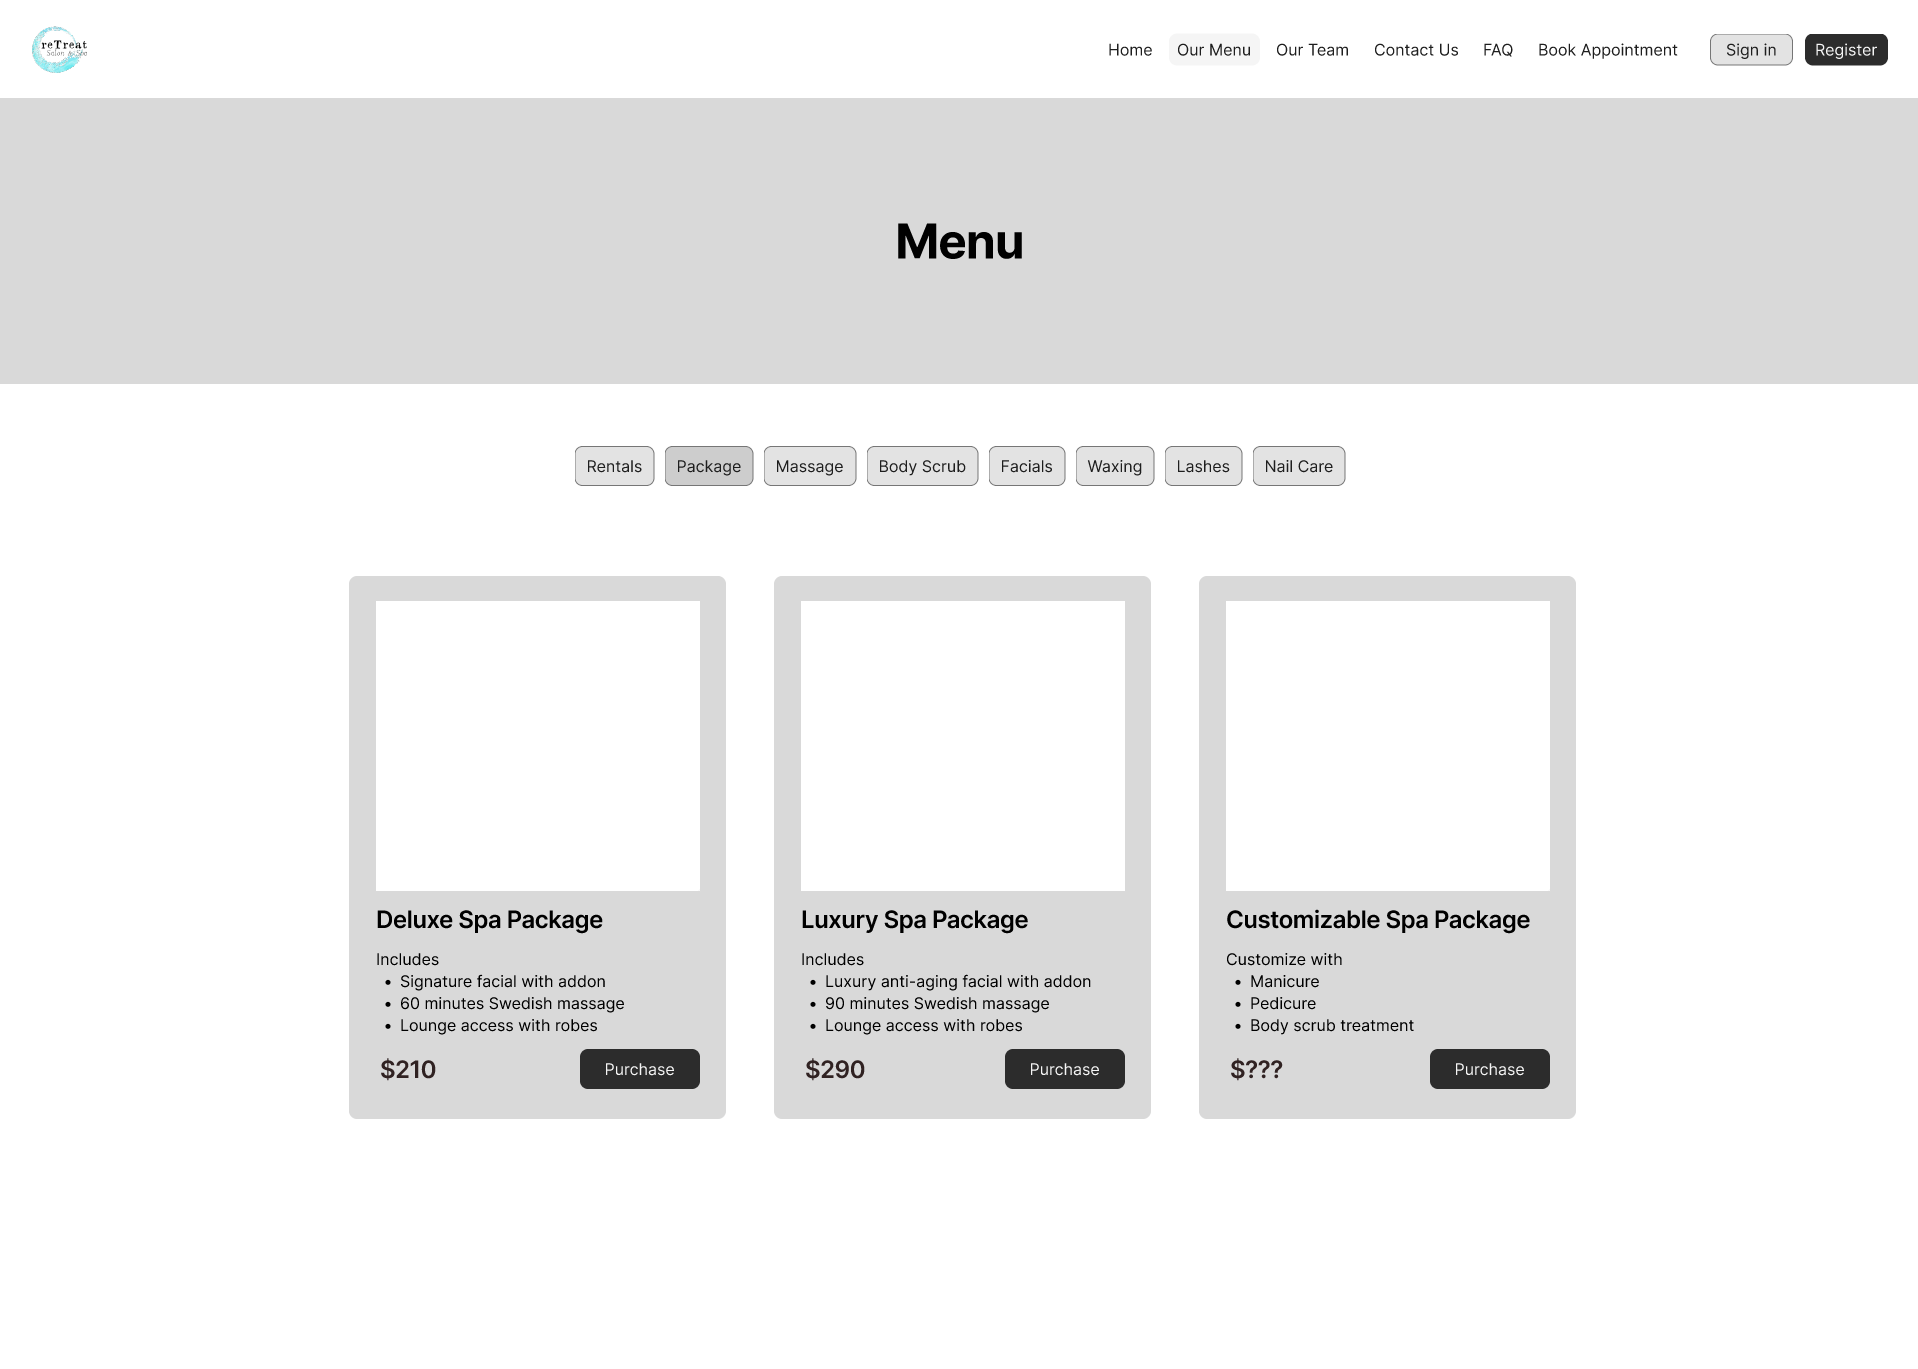 reTreat
Salon & Spa
Home Our Menu Our Team Contact Us FAQ Book Appointment Sign in Register
Menu
Rentals Package Massage Body Scrub Facials Waxing Lashes Nail Care
Deluxe Spa Package
Includes
• Signature facial with addon
• 60 minutes Swedish massage
• Lounge access with robes
$210 Purchase
Luxury Spa Package
Includes
• Luxury anti-aging facial with addon
• 90 minutes Swedish massage
• Lounge access with robes
$290 Purchase
Customizable Spa Package
Customize with
• Manicure
• Pedicure
• Body scrub treatment
$??? Purchase